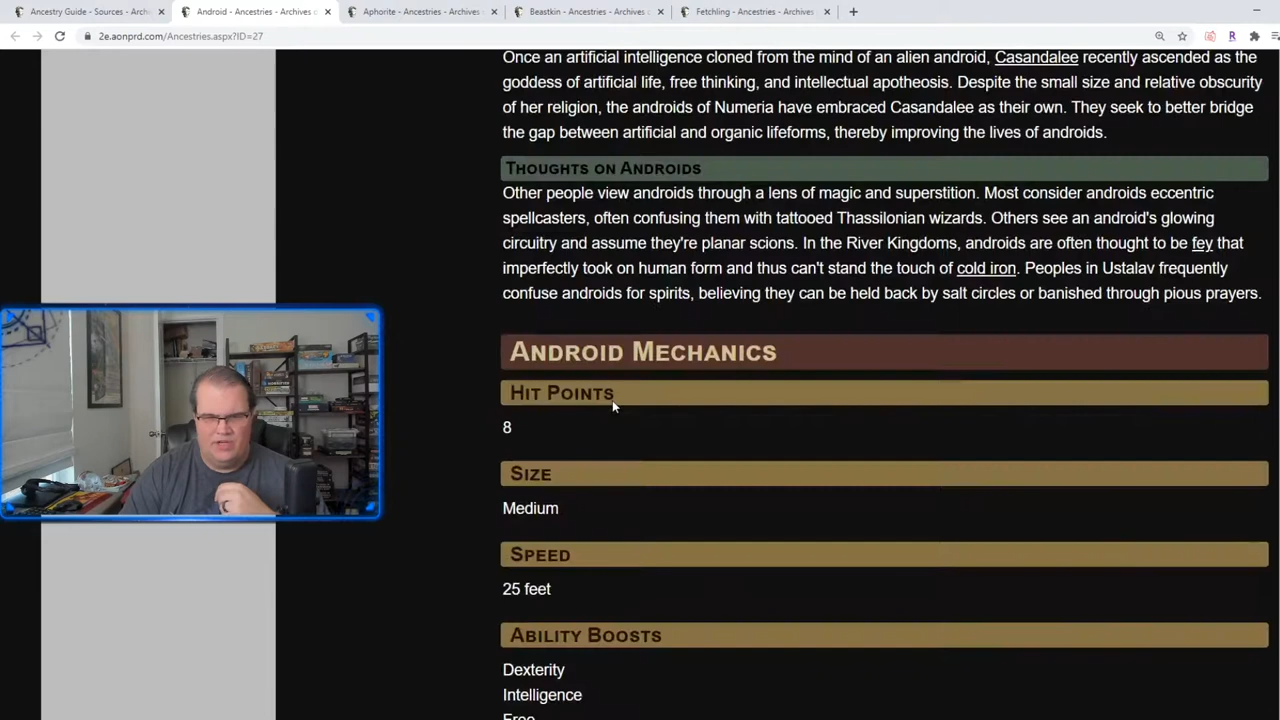 Ancestry Guide - Sources - Arch
Android - Ancestries - Archives o
Aphorite - Ancestries - Archives
Beastkin - Ancestries - Archives o
Fetchling - Ancestries - Archives
2e.aonprd.com/Ancestries.aspx?ID=27
Once an artificial intelligence cloned from the mind of an alien android, Casandalee recently ascended as the
goddess of artificial life, free thinking, and intellectual apotheosis. Despite the small size and relative obscurity
of her religion, the androids of Numeria have embraced Casandalee as their own. They seek to better bridge
the gap between artificial and organic lifeforms, thereby improving the lives of androids.
Thoughts on Androids
Other people view androids through a lens of magic and superstition. Most consider androids eccentric
spellcasters, often confusing them with tattooed Thassilonian wizards. Others see an android's glowing
circuitry and assume they're planar scions. In the River Kingdoms, androids are often thought to be fey that
imperfectly took on human form and thus can't stand the touch of cold iron. Peoples in Ustalav frequently
confuse androids for spirits, believing they can be held back by salt circles or banished through pious prayers.
Android Mechanics
Hit Points
8
Size
Medium
Speed
25 feet
Ability Boosts
Dexterity
Intelligence
Free